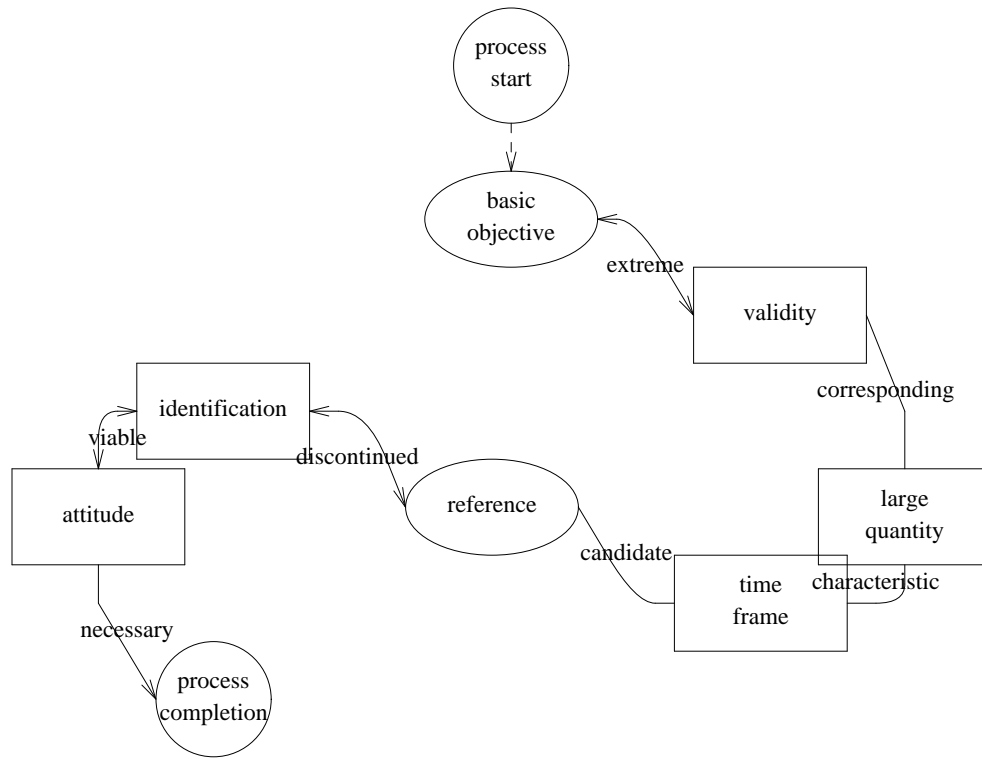 process
start
basic
objective
extreme
validity
corresponding
identification
viable
discontinued
attitude
reference
large
quantity
candidate
characteristic
time
frame
necessary
process
completion